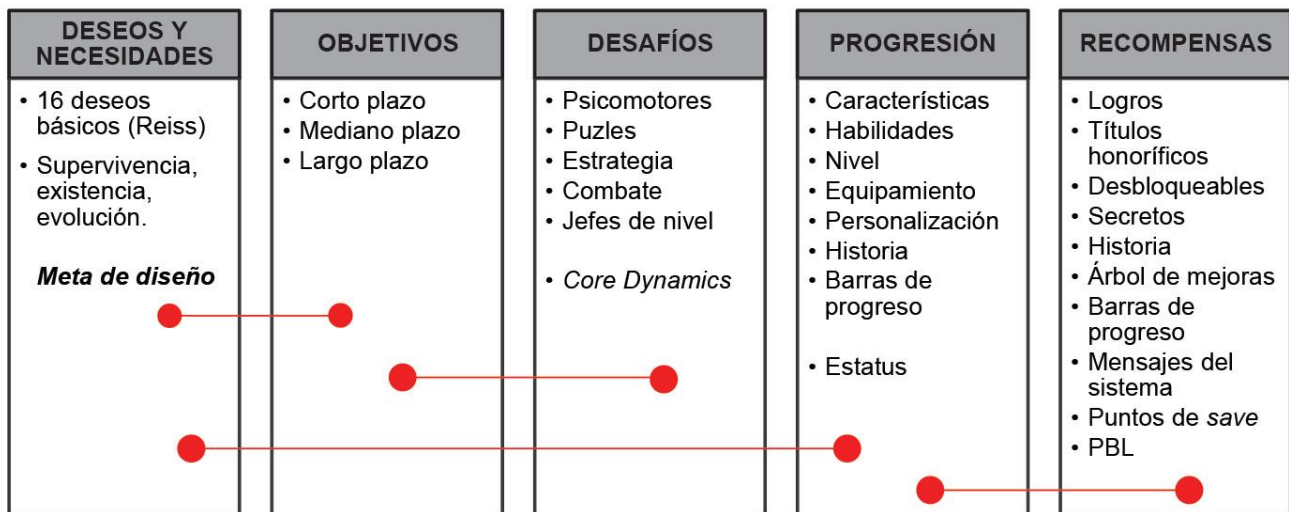 DESEOS Y
NECESIDADES
• 16 deseos
básicos (Reiss)
• Supervivencia,
existencia,
evolución.
Meta de diseño
OBJETIVOS
• Corto plazo
• Mediano plazo
• Largo plazo
DESAFÍOS
• Psicomotores
• Puzles
• Estrategia
• Combate
• Jefes de nivel
• Core Dynamics
PROGRESIÓN
• Características
• Habilidades
• Nivel
• Equipamiento
• Personalización
• Historia
• Barras de
progreso
• Estatus
RECOMPENSAS
• Logros
• Títulos
honoríficos
• Desbloqueables
• Secretos
• Historia
• Árbol de mejoras
• Barras de
progreso
• Mensajes del
sistema
• Puntos de save
• PBL